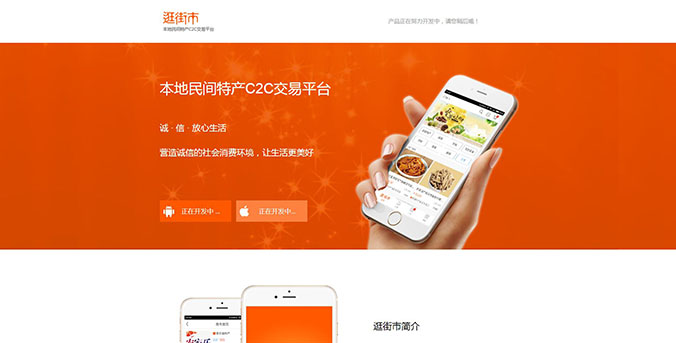 逛街市
本地民间特产C2C交易平台
产品正在努力开发中，请您稍后哦！
本地民间特产C2C交易平台
诚 · 信 · 放心生活
营造诚信的社会消费环境，让生活更美好
正在开发中 ...
正在开发中...
逛街市简介